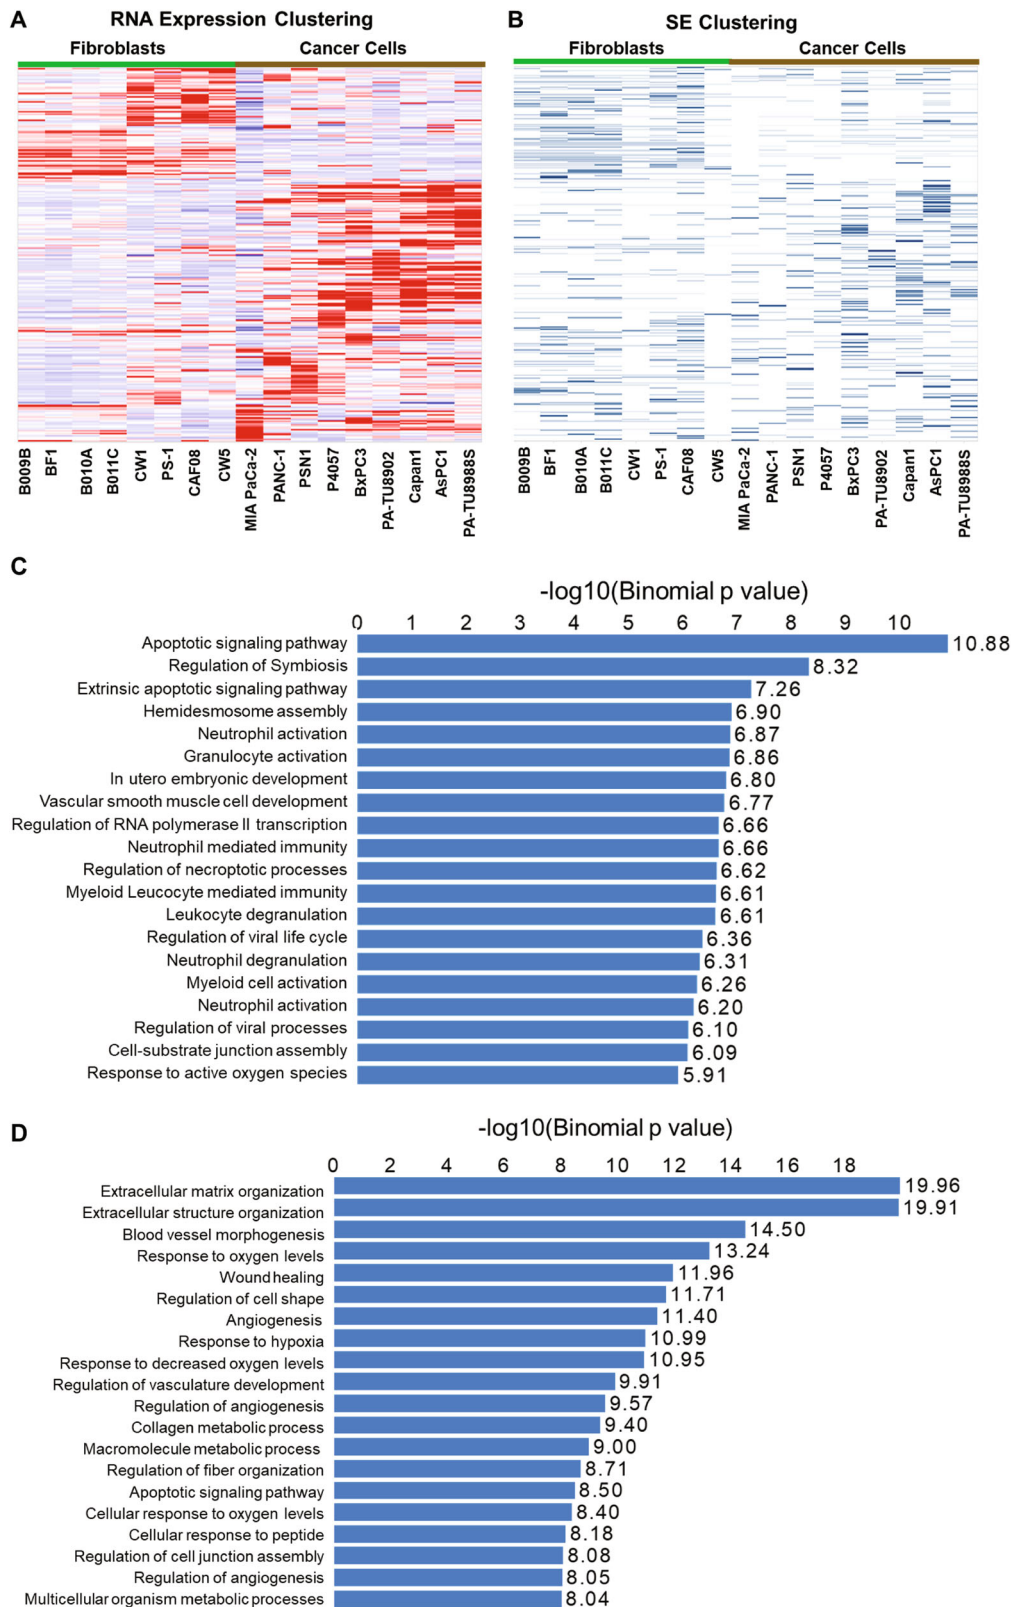 A
RNA Expression Clustering
Fibroblasts
Cancer Cells
B009B
BF1
B010A
B011C
CW1
PS-1
CAF08
CW5
MIA PaCa-2
PANC-1
PSN1
P4057
BxPC3
PA-TU8902
Capan1
AsPC1
PA-TU8988S
B
SE Clustering
Fibroblasts
Cancer Cells
B009B
BF1
B010A
B011C
CW1
PS-1
CAF08
CW5
MIA PaCa-2
PANC-1
PSN1
P4057
BxPC3
PA-TU8902
Capan1
AsPC1
PA-TU8988S
C
-log10(Binomial p value)
0 1 2 3 4 5 6 7 8 9 10
Apoptotic signaling pathway 10.88
Regulation of Symbiosis 8.32
Extrinsic apoptotic signaling pathway 7.26
Hemidesmosome assembly 6.90
Neutrophil activation 6.87
Granulocyte activation 6.86
In utero embryonic development 6.80
Vascular smooth muscle cell development 6.77
Regulation of RNA polymerase II transcription 6.66
Neutrophil mediated immunity 6.66
Regulation of necroptotic processes 6.62
Myeloid Leucocyte mediated immunity 6.61
Leukocyte degranulation 6.61
Regulation of viral life cycle 6.36
Neutrophil degranulation 6.31
Myeloid cell activation 6.26
Neutrophil activation 6.20
Regulation of viral processes 6.10
Cell-substrate junction assembly 6.09
Response to active oxygen species 5.91
D
-log10(Binomial p value)
0 2 4 6 8 10 12 14 16 18
Extracellular matrix organization 19.96
Extracellular structure organization 19.91
Blood vessel morphogenesis 14.50
Response to oxygen levels 13.24
Wound healing 11.96
Regulation of cell shape 11.71
Angiogenesis 11.40
Response to hypoxia 10.99
Response to decreased oxygen levels 10.95
Regulation of vasculature development 9.91
Regulation of angiogenesis 9.57
Collagen metabolic process 9.40
Macromolecule metabolic process 9.00
Regulation of fiber organization 8.71
Apoptotic signaling pathway 8.50
Cellular response to oxygen levels 8.40
Cellular response to peptide 8.18
Regulation of cell junction assembly 8.08
Regulation of angiogenesis 8.05
Multicellular organism metabolic processes 8.04